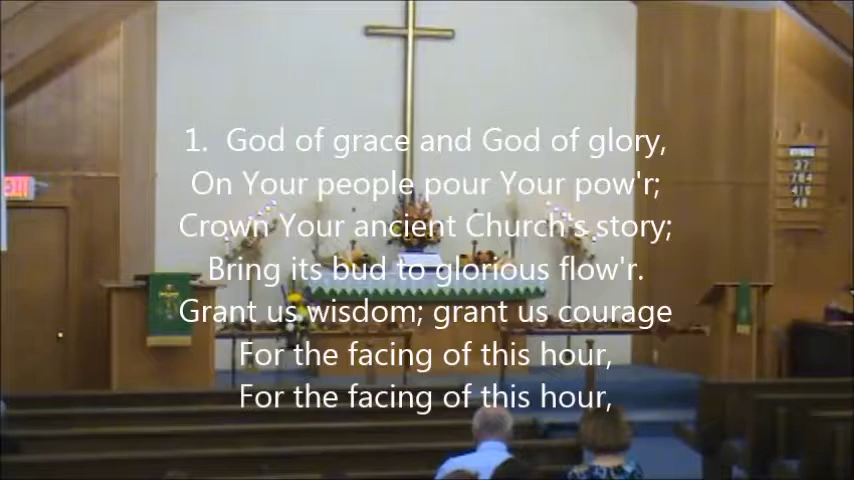 1. God of grace and God of glory,
On Your people pour Your pow'r;
Crown Your ancient Church's story;
Bring its bud to glorious flow'r.
Grant us wisdom; grant us courage
For the facing of this hour,
For the facing of this hour,
37